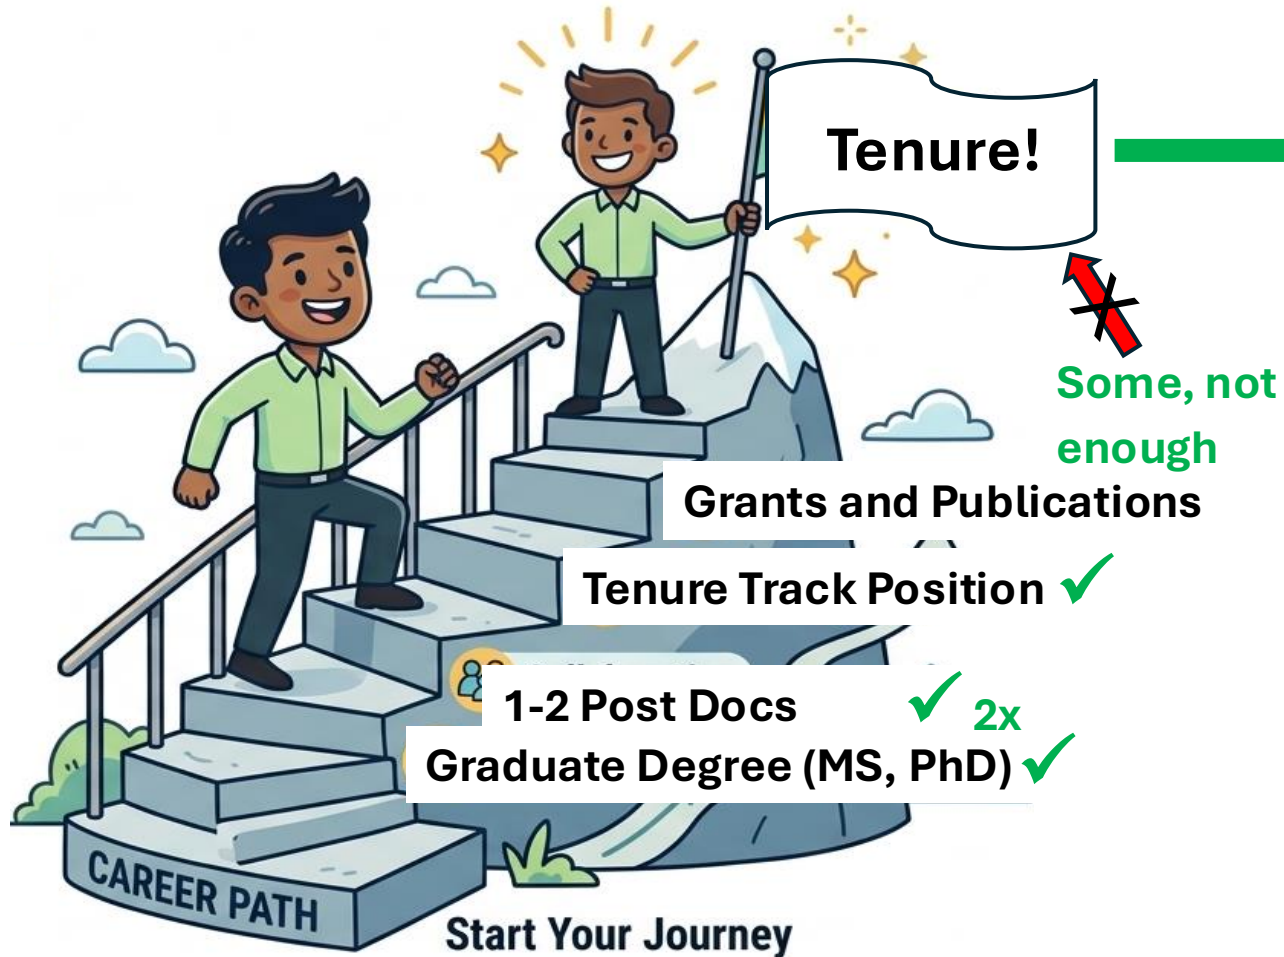 Tenure!
Some, not
enough
Grants and Publications
Tenure Track Position
1-2 Post Docs
2x
Graduate Degree (MS, PhD)
CAREER PATH
Start Your Journey